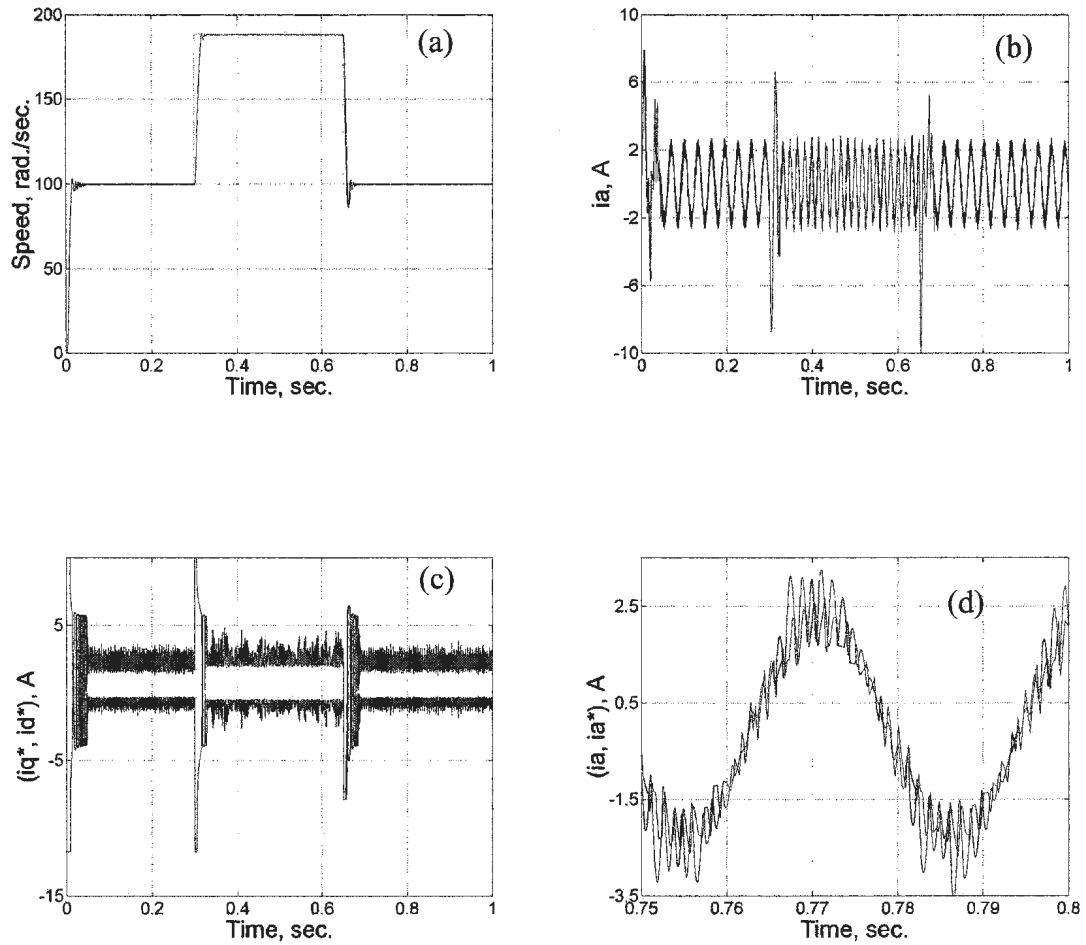 (a)
Speed, rad./sec.
200
150
100
50
0
0 0.2 0.4 0.6 0.8 1
Time, sec.
(b)
ia, A
10
6
2
-2
-6
-10
0 0.2 0.4 0.6 0.8 1
Time, sec.
(c)
(iq*, id*), A
5
-5
-15
0 0.2 0.4 0.6 0.8 1
Time, sec.
(d)
(ia, ia*), A
2.5
0.5
-1.5
-3.5
0.75 0.76 0.77 0.78 0.79 0.8
Time, sec.